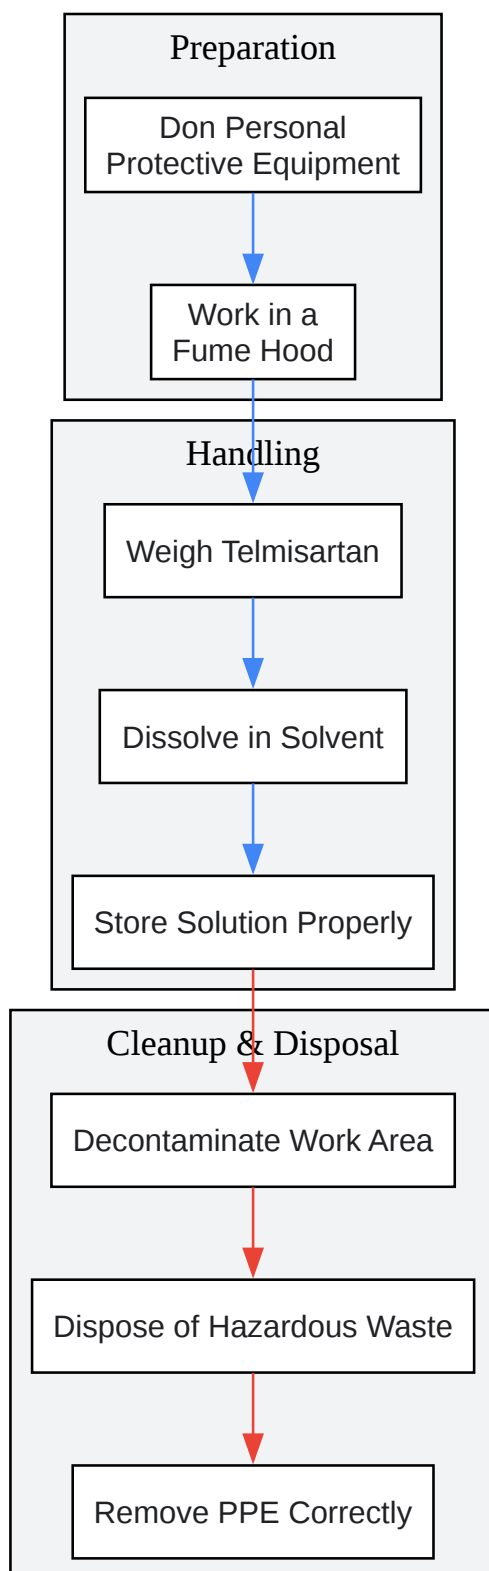 Preparation
Don Personal
Protective Equipment
Work in a
Fume Hood
Handling
Weigh Telmisartan
Dissolve in Solvent
Store Solution Properly
Cleanup & Disposal
Decontaminate Work Area
Dispose of Hazardous Waste
Remove PPE Correctly